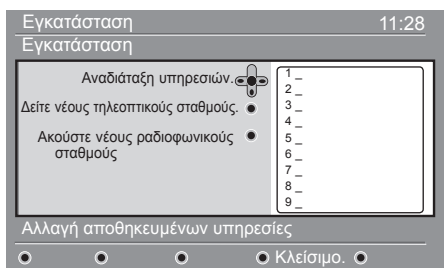 Εγκατάσταση 11:28
Εγκατάσταση
Αναδιάταξη υπηρεσιών.
Δείτε νέους τηλεοπτικούς σταθμούς.
Ακούστε νέους ραδιοφωνικούς
σταθμούς
1 _
2 _
3 _
4 _
5 _
6 _
7 _
8 _
9 _
Αλλαγή αποθηκευμένων υπηρεσίες
Κλείσιμο.